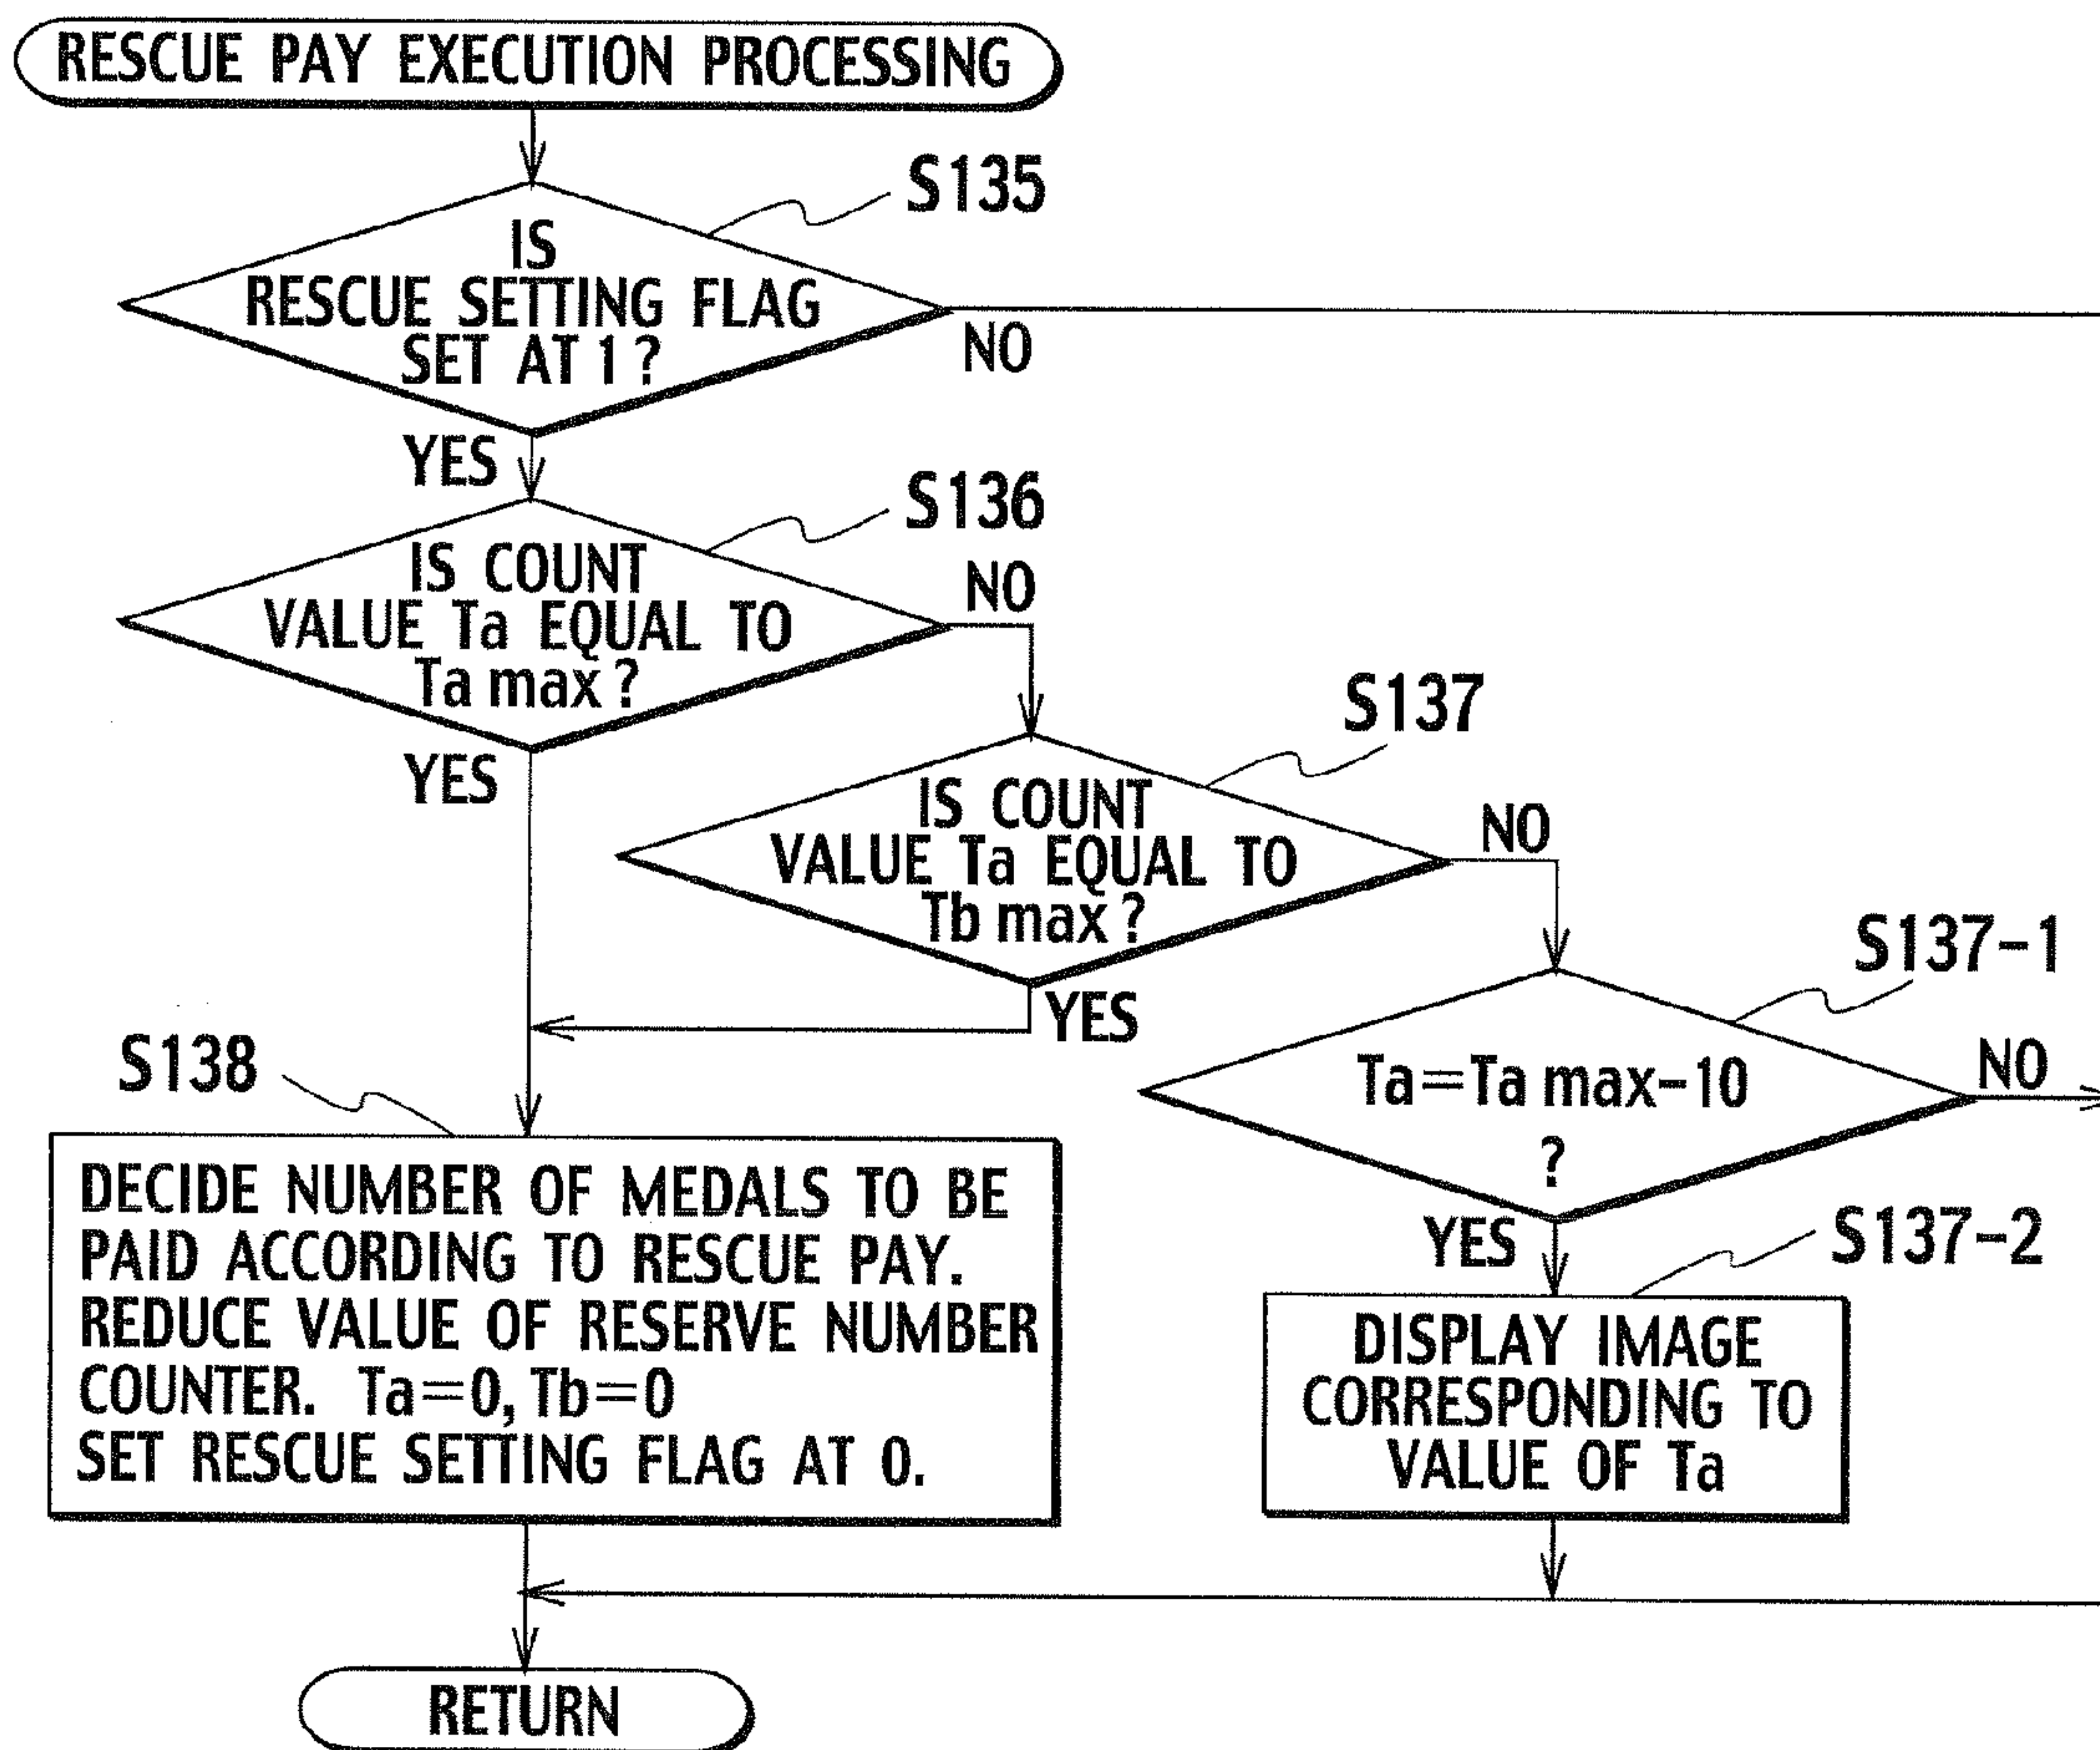 RESCUE PAY EXECUTION PROCESSING
S135
IS
RESCUE SETTING FLAG
SET AT 1?
NO
YES
S136
IS COUNT
VALUE Ta EQUAL TO
Ta max?
NO
YES
S137
IS COUNT
VALUE Ta EQUAL TO
Tb max?
NO
YES
S137-1
Ta=Ta max-10
?
NO
YES
S137-2
DISPLAY IMAGE
CORRESPONDING TO
VALUE OF Ta
S138
DECIDE NUMBER OF MEDALS TO BE
PAID ACCORDING TO RESCUE PAY.
REDUCE VALUE OF RESERVE NUMBER
COUNTER. Ta=0, Tb=0
SET RESCUE SETTING FLAG AT 0.
RETURN